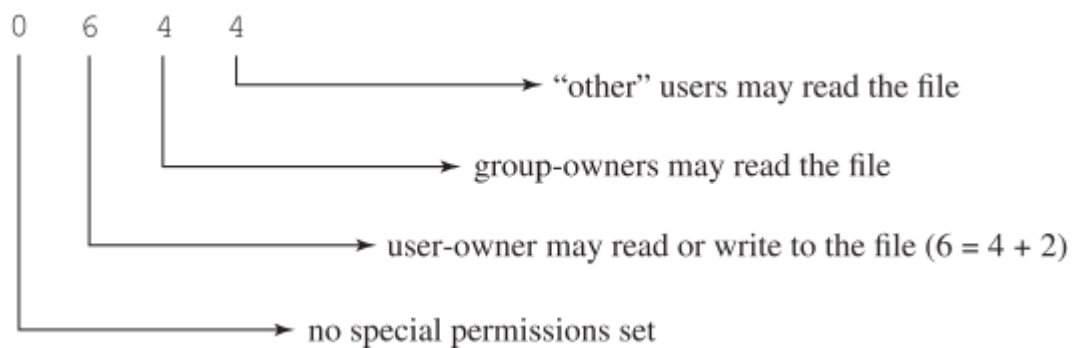 0 6 4 4
“other” users may read the file
group-owners may read the file
user-owner may read or write to the file (6 = 4 + 2)
no special permissions set